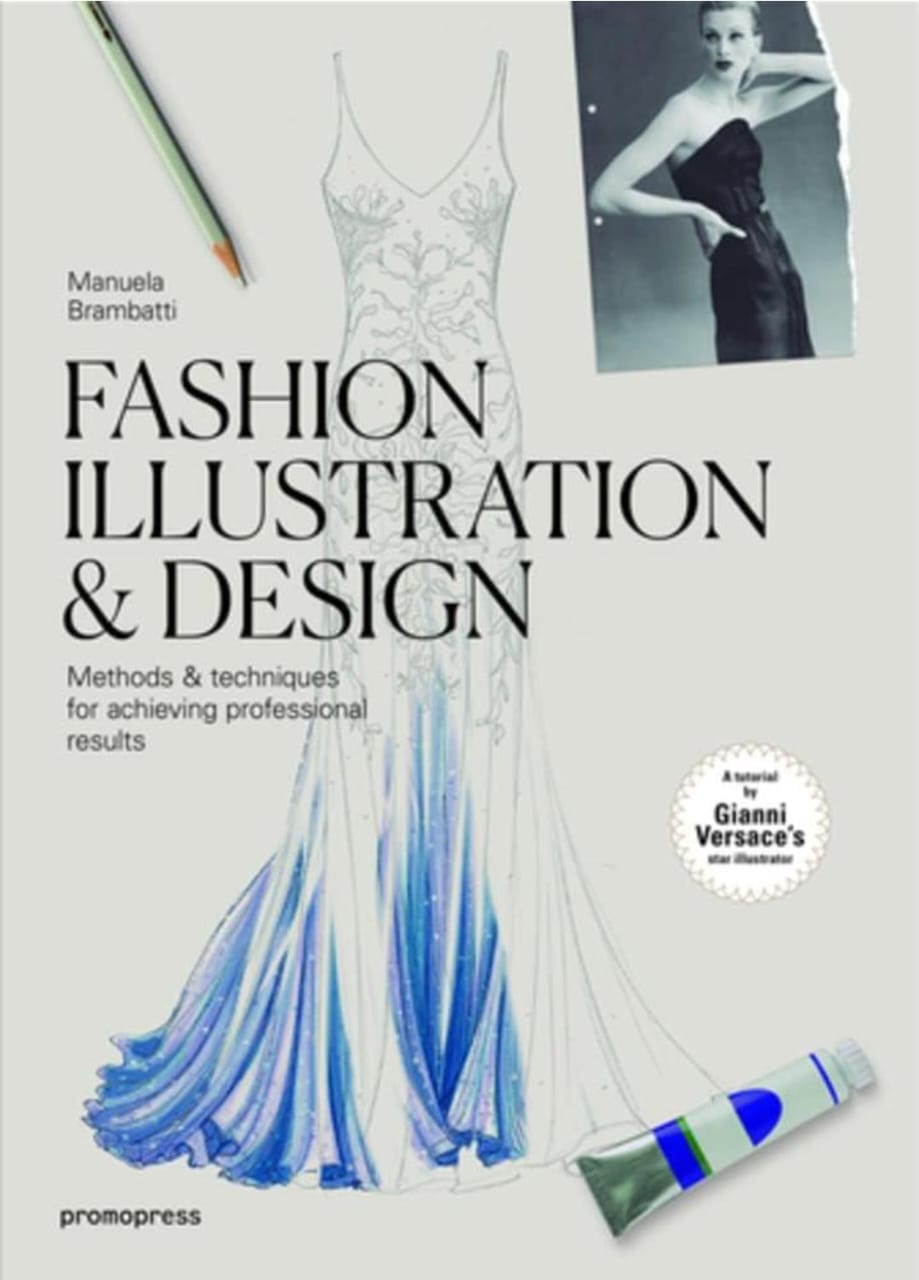 Manuela
Brambatti
FASHION
ILLUSTRATION
& DESIGN
Methods & techniques
for achieving professional
results
A tutorial
by
Gianni
Versace's
star illustrator
promopress